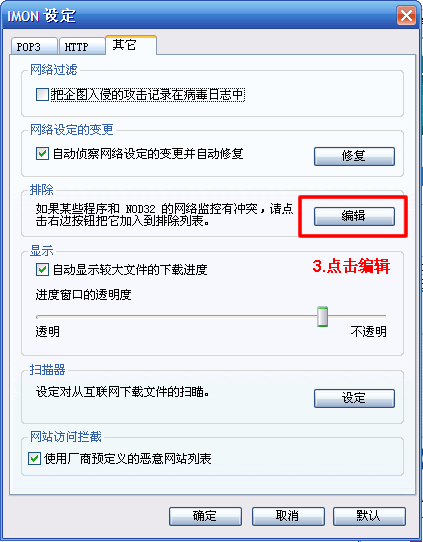 IMON 设定
POP3 HTTP 其它
网络过滤
把企图入侵的攻击记录在病毒日志中
网络设定的变更
自动侦察网络设定的变更并自动修复
修复
排除
如果某些程序和 NOD32 的网络监控有冲突，请点
击右边按钮把它加入到排除列表。
编辑
显示
自动显示较大文件的下载进度
3.点击编辑
进度窗口的透明度
透明 不透明
扫描器
设定对从互联网下载文件的扫瞄。
设定
网站访问拦截
使用厂商预定义的恶意网站列表
确定 取消 默认